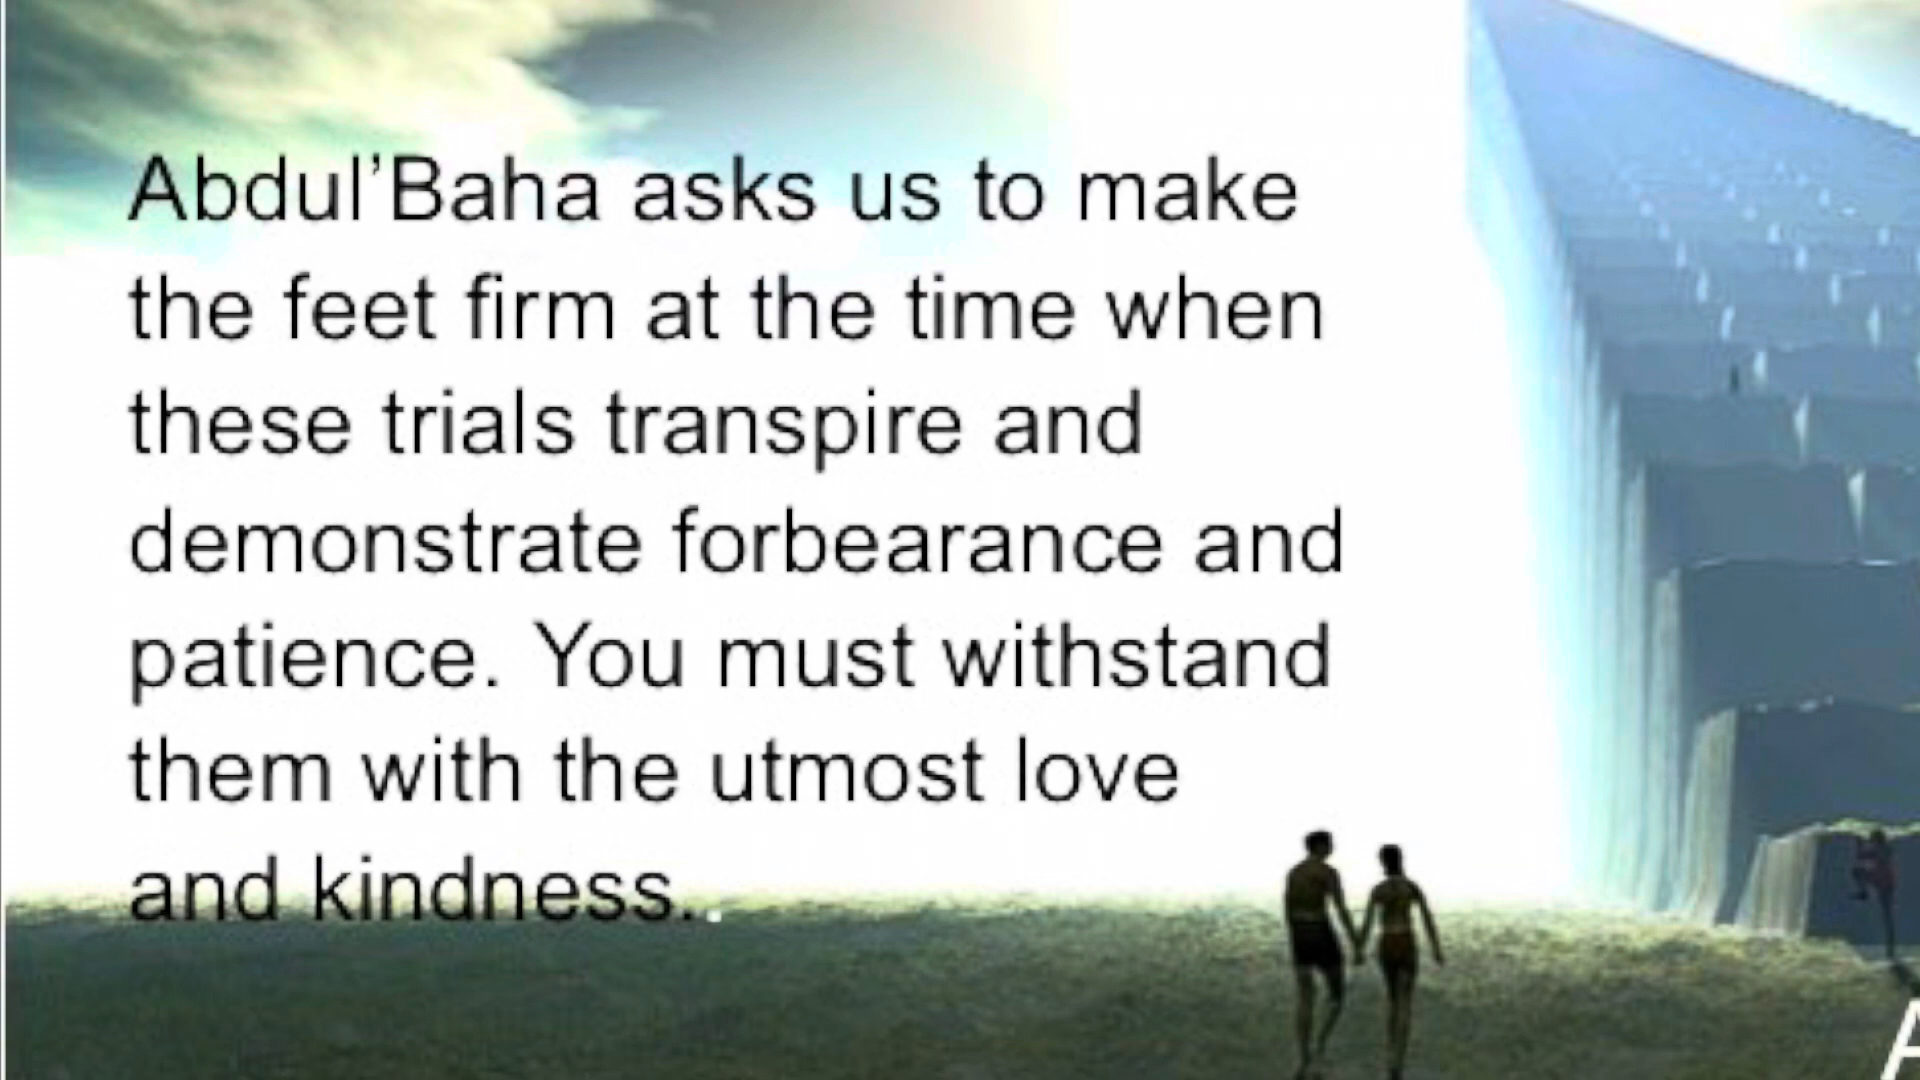 Abdul’Baha asks us to make
the feet firm at the time when
these trials transpire and
demonstrate forbearance and
patience. You must withstand
them with the utmost love
and kindness..